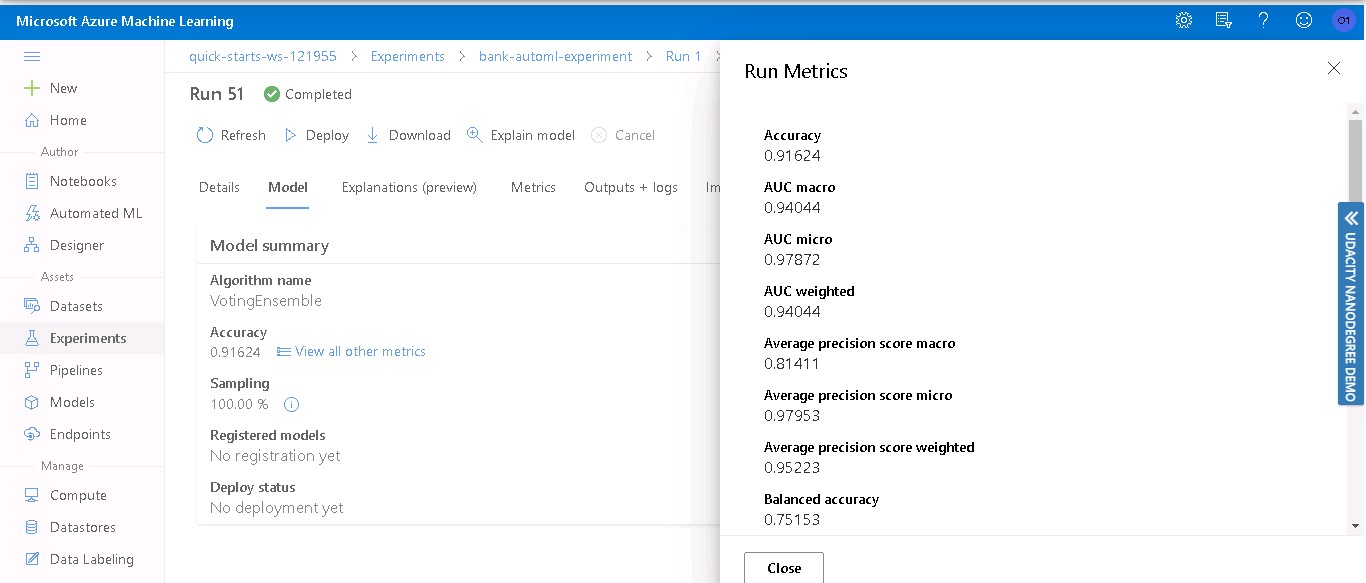 Microsoft Azure Machine Learning
01
New
Home
Author
Notebooks
Automated ML
Designer
Assets
Datasets
Experiments
Pipelines
Models
Endpoints
Manage
Compute
Datastores
Data Labeling
quick-starts-ws-121955 > Experiments > bank-automl-experiment > Run 1 >
Run 51 Completed
Refresh Deploy Download Explain model Cancel
Details Model Explanations (preview) Metrics Outputs + logs Im
Model summary
Algorithm name
VotingEnsemble
Accuracy
0.91624 View all other metrics
Sampling
100.00 %
Registered models
No registration yet
Deploy status
No deployment yet
Run Metrics
Accuracy
0.91624
AUC macro
0.94044
AUC micro
0.97872
AUC weighted
0.94044
Average precision score macro
0.81411
Average precision score micro
0.97953
Average precision score weighted
0.95223
Balanced accuracy
0.75153
Close
UDACITY NANODEGREE DEMO